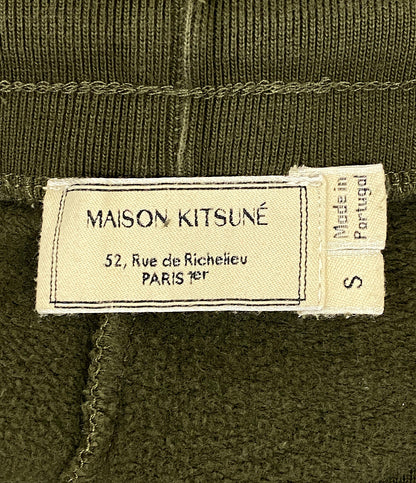 MAISON KITSUNÉ
52, Rue de Richelieu
PARIS 1er
Made in
Portugal
S